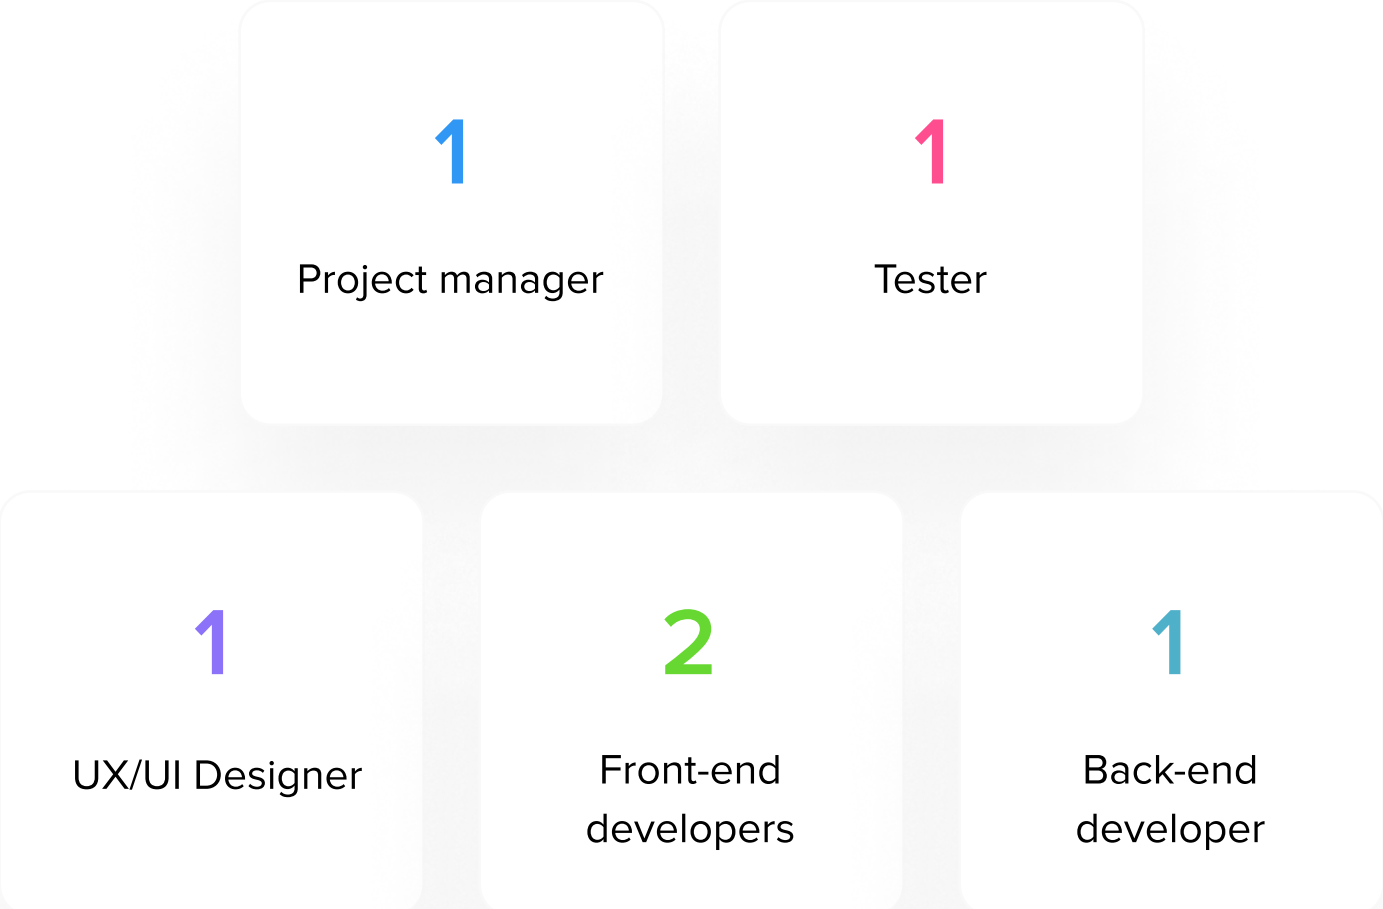 1
Project manager
1
Tester
1
UX/UI Designer
2
Front-end
developers
1
Back-end
developer